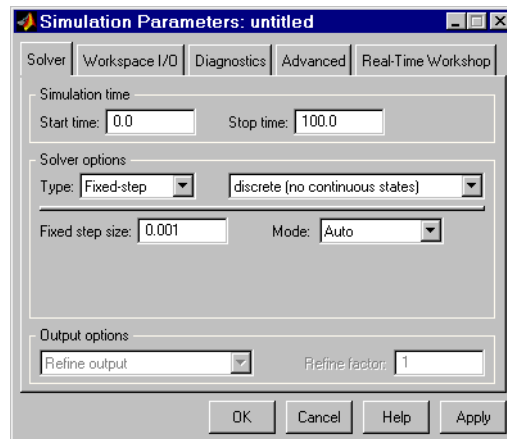 Simulation Parameters: untitled
Solver Workspace I/O Diagnostics Advanced Real-Time Workshop
Simulation time
Start time: 0.0 Stop time: 100.0
Solver options
Type: Fixed-step discrete (no continuous states)
Fixed step size: 0.001 Mode: Auto
Output options
Refine output Refine factor: 1
OK Cancel Help Apply